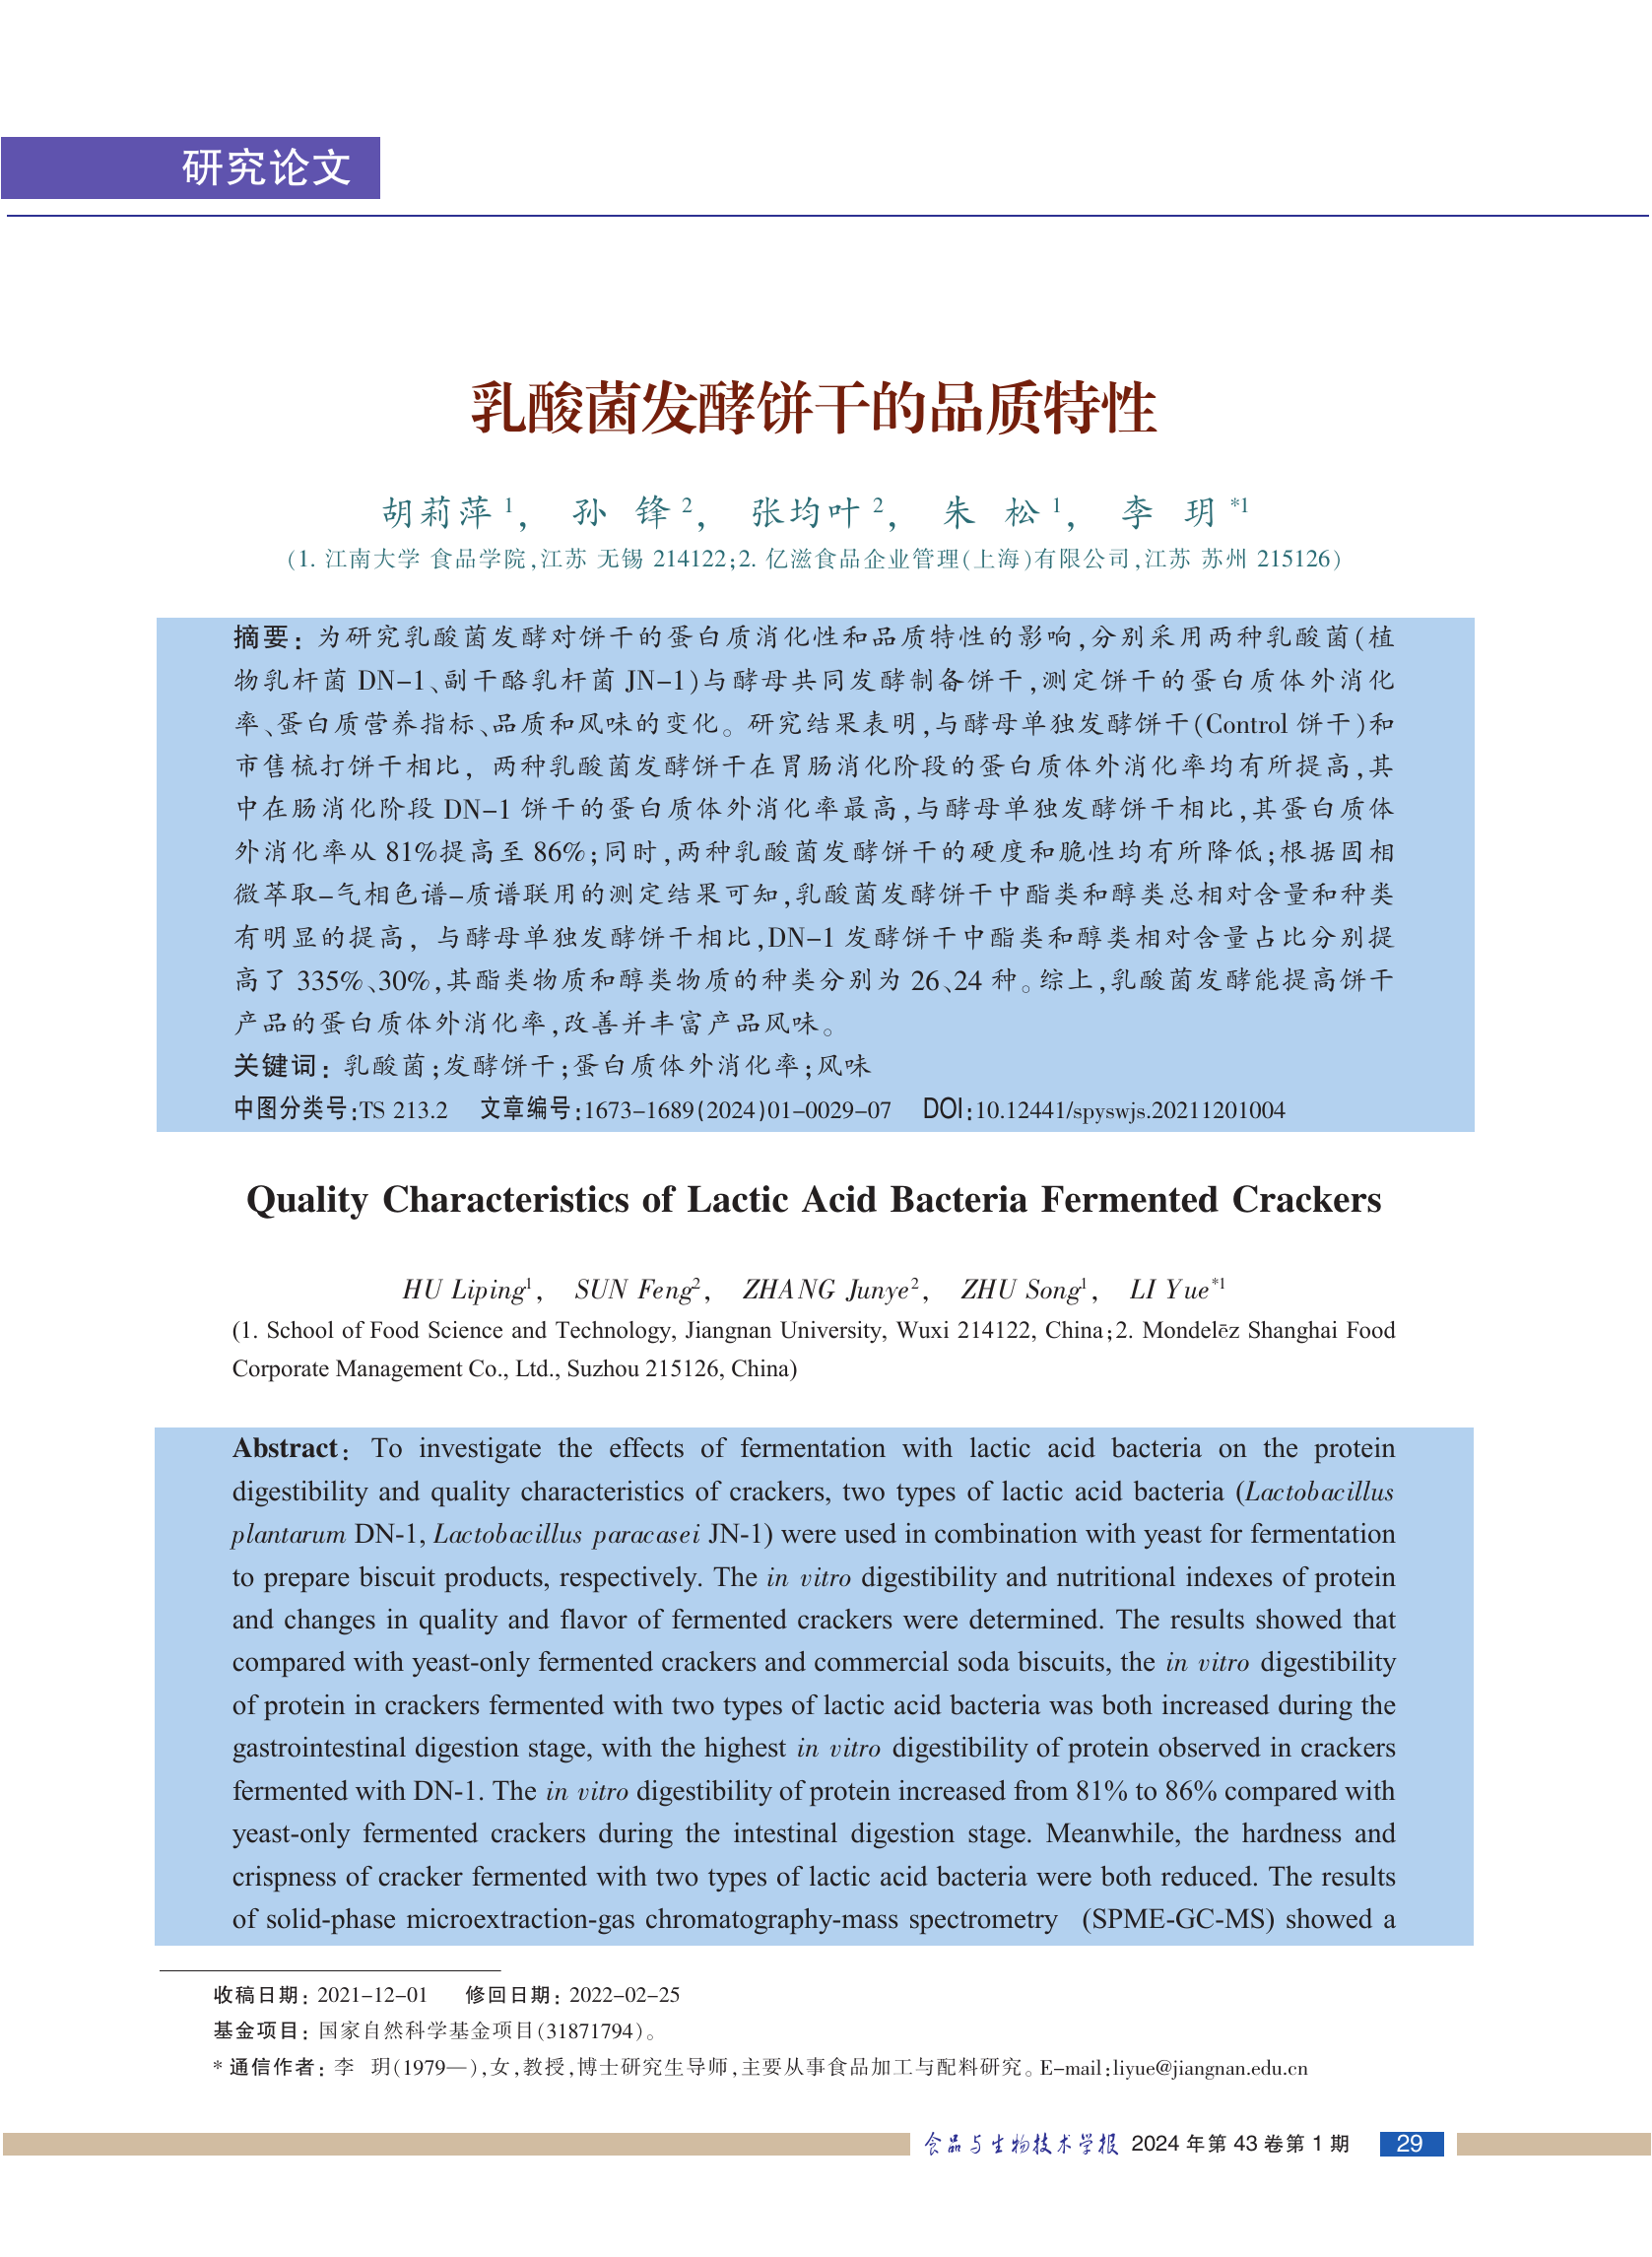 研究论文
乳酸菌发酵饼干的品质特性
胡莉萍1， 孙 锋2， 张均叶2， 朱 松1， 李 玥*1
(1. 江南大学 食品学院,江苏 无锡 214122;2. 亿滋食品企业管理(上海)有限公司,江苏 苏州 215126)
摘要：为研究乳酸菌发酵对饼干的蛋白质消化性和品质特性的影响,分别采用两种乳酸菌(植
物乳杆菌 DN-1、副干酪乳杆菌 JN-1)与酵母共同发酵制备饼干,测定饼干的蛋白质体外消化
率、蛋白质营养指标、品质和风味的变化。研究结果表明,与酵母单独发酵饼干(Control 饼干)和
市售梳打饼干相比，两种乳酸菌发酵饼干在胃肠消化阶段的蛋白质体外消化率均有所提高,其
中在肠消化阶段 DN-1 饼干的蛋白质体外消化率最高,与酵母单独发酵饼干相比,其蛋白质体
外消化率从 81%提高至 86%;同时,两种乳酸菌发酵饼干的硬度和脆性均有所降低;根据固相
微萃取-气相色谱-质谱联用的测定结果可知,乳酸菌发酵饼干中酯类和醇类总相对含量和种类
有明显的提高，与酵母单独发酵饼干相比,DN-1 发酵饼干中酯类和醇类相对含量占比分别提
高了 335%、30%,其酯类物质和醇类物质的种类分别为 26、24 种。综上,乳酸菌发酵能提高饼干
产品的蛋白质体外消化率,改善并丰富产品风味。
关键词：乳酸菌;发酵饼干;蛋白质体外消化率;风味
中图分类号:TS 213.2 文章编号:1673-1689(2024)01-0029-07 DOI:10.12441/spyswjs.20211201004
Quality Characteristics of Lactic Acid Bacteria Fermented Crackers
HU Liping1, SUN Feng2, ZHANG Junye2, ZHU Song1, LI Yue*1
(1. School of Food Science and Technology, Jiangnan University, Wuxi 214122, China;2. Mondelēz Shanghai Food
Corporate Management Co., Ltd., Suzhou 215126, China)
Abstract: To investigate the effects of fermentation with lactic acid bacteria on the protein
digestibility and quality characteristics of crackers, two types of lactic acid bacteria (Lactobacillus
plantarum DN-1, Lactobacillus paracasei JN-1) were used in combination with yeast for fermentation
to prepare biscuit products, respectively. The in vitro digestibility and nutritional indexes of protein
and changes in quality and flavor of fermented crackers were determined. The results showed that
compared with yeast-only fermented crackers and commercial soda biscuits, the in vitro digestibility
of protein in crackers fermented with two types of lactic acid bacteria was both increased during the
gastrointestinal digestion stage, with the highest in vitro digestibility of protein observed in crackers
fermented with DN-1. The in vitro digestibility of protein increased from 81% to 86% compared with
yeast-only fermented crackers during the intestinal digestion stage. Meanwhile, the hardness and
crispness of cracker fermented with two types of lactic acid bacteria were both reduced. The results
of solid-phase microextraction-gas chromatography-mass spectrometry (SPME-GC-MS) showed a
收稿日期：2021-12-01 修回日期：2022-02-25
基金项目：国家自然科学基金项目(31871794)。
* 通信作者：李 玥(1979—),女,教授,博士研究生导师,主要从事食品加工与配料研究。E-mail:liyue@jiangnan.edu.cn
食品与生物技术学报 2024 年第 43 卷第 1 期 29